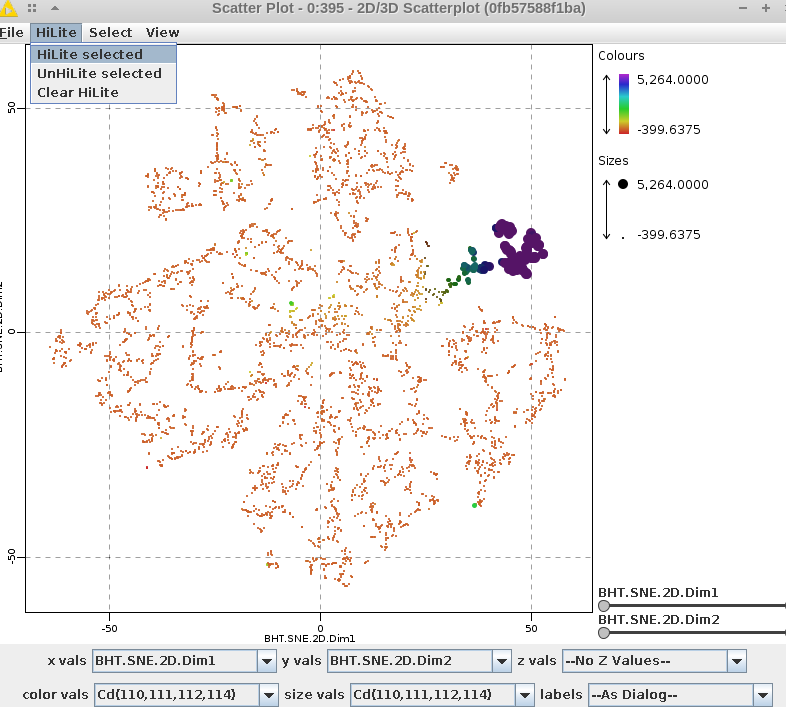 Scatter Plot - 0:395 - 2D/3D Scatterplot (0fb57588f1ba)
File HiLite Select View
HiLite selected
UnHiLite selected
Clear HiLite
Colours
5,264.0000
-399.6375
Sizes
5,264.0000
-399.6375
50
0
-50
-50 0 50
BHT.SNE.2D.Dim1
BHT.SNE.2D.Dim1
BHT.SNE.2D.Dim2
x vals BHT.SNE.2D.Dim1 y vals BHT.SNE.2D.Dim2 z vals --No Z Values--
color vals Cd(110,111,112,114) size vals Cd(110,111,112,114) labels --As Dialog--